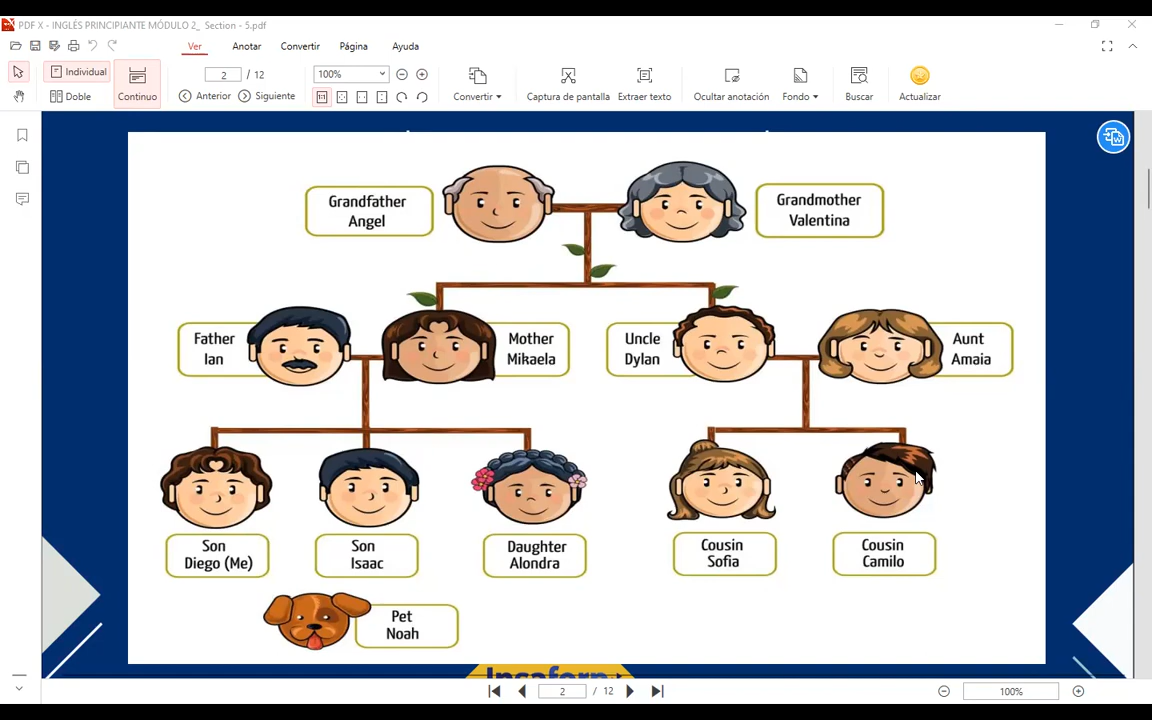 PDF X - INGLÉS PRINCIPIANTE MÓDULO 2_ Section - 5.pdf
Ver Anotar Convertir Página Ayuda
Individual
Doble
Continuo
2 / 12
Anterior Siguiente
100%
Convertir
Captura de pantalla
Extraer texto
Ocultar anotación
Fondo
Buscar
Actualizar
Grandfather
Angel
Grandmother
Valentina
Father
Ian
Mother
Mikaela
Uncle
Dylan
Aunt
Amaia
Son
Diego (Me)
Son
Isaac
Daughter
Alondra
Cousin
Sofia
Cousin
Camilo
Pet
Noah
Insaforp
2 / 12
100%